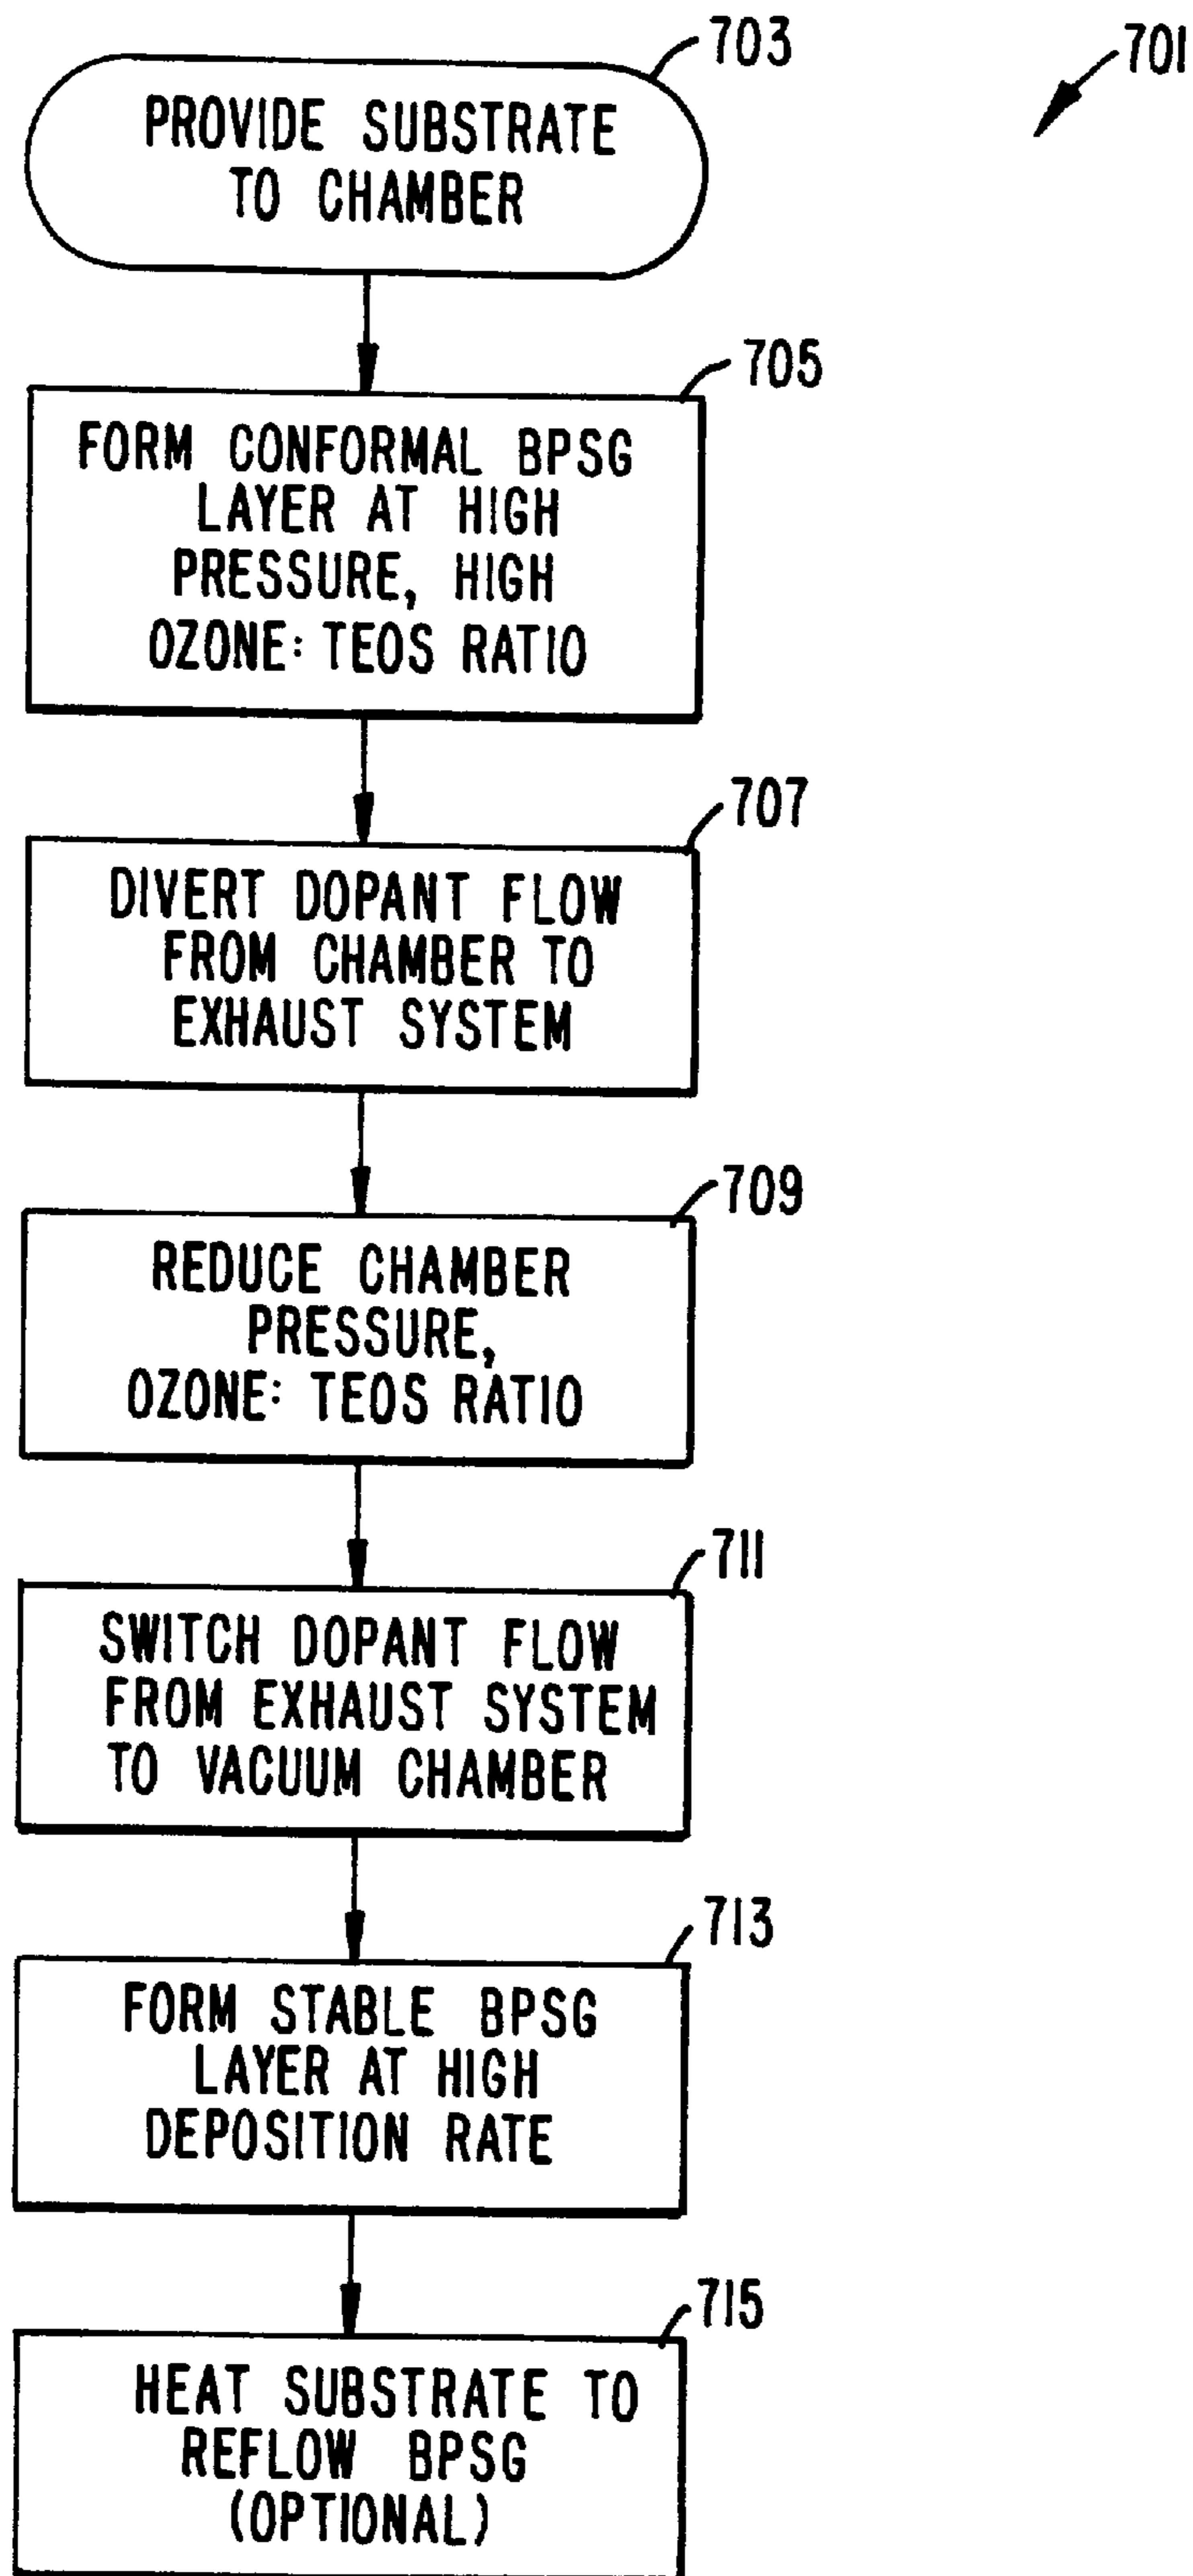 701
703
PROVIDE SUBSTRATE
TO CHAMBER
705
FORM CONFORMAL BPSG
LAYER AT HIGH
PRESSURE, HIGH
OZONE: TEOS RATIO
707
DIVERT DOPANT FLOW
FROM CHAMBER TO
EXHAUST SYSTEM
709
REDUCE CHAMBER
PRESSURE,
OZONE: TEOS RATIO
711
SWITCH DOPANT FLOW
FROM EXHAUST SYSTEM
TO VACUUM CHAMBER
713
FORM STABLE BPSG
LAYER AT HIGH
DEPOSITION RATE
715
HEAT SUBSTRATE TO
REFLOW BPSG
(OPTIONAL)